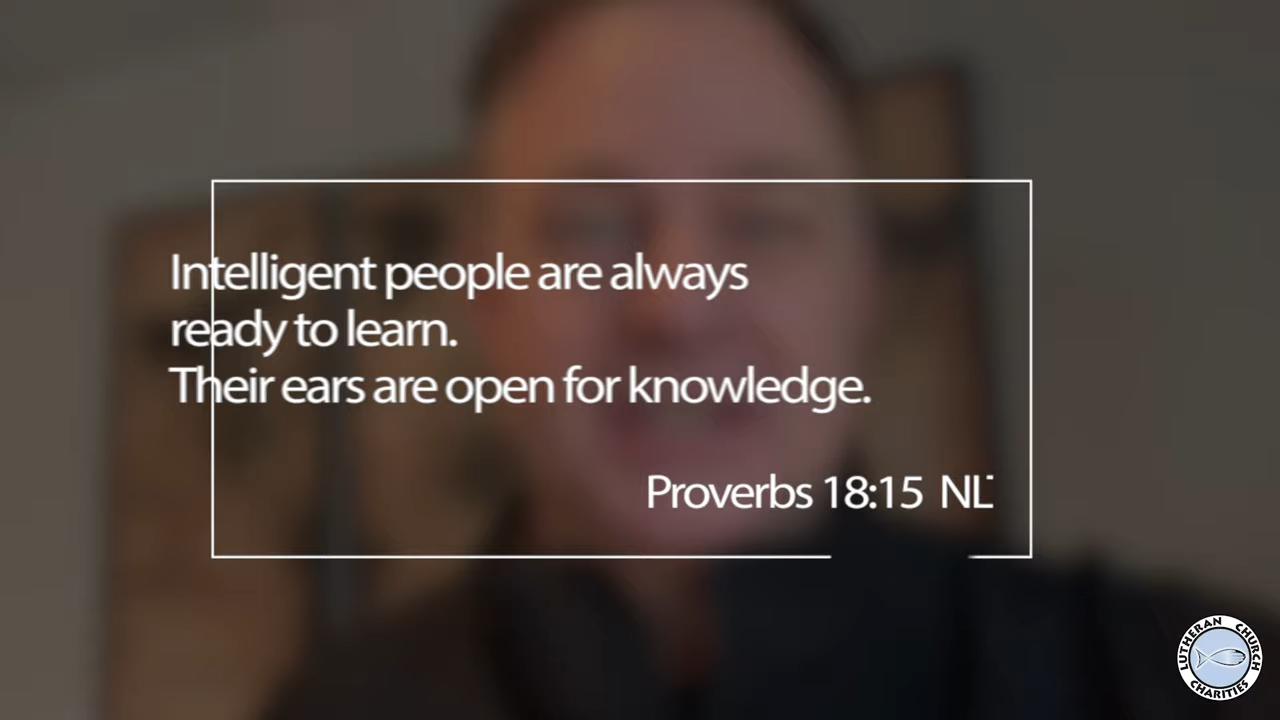 Intelligent people are always
ready to learn.
Their ears are open for knowledge.
Proverbs 18:15 NL
LUTHERAN CHURCH
CHARITIES